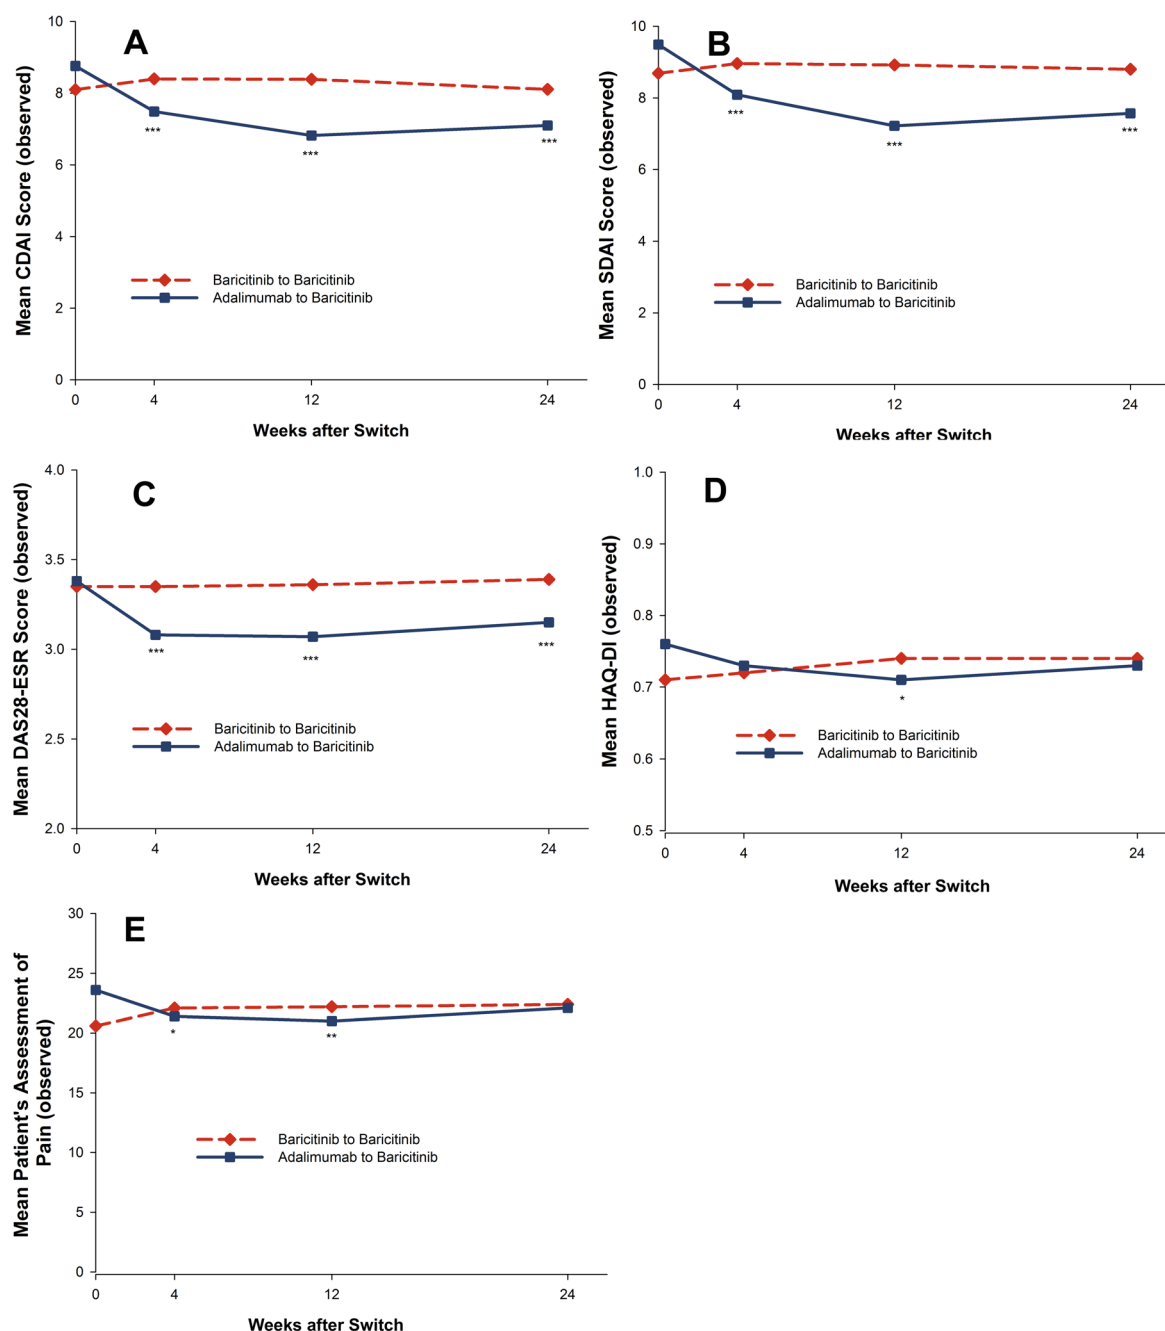 A
Mean CDAI Score (observed)
10
8
6
4
2
0
***
***
***
Baricitinib to Baricitinib
Adalimumab to Baricitinib
0 4 12 24
Weeks after Switch
B
Mean SDAI Score (observed)
10
8
6
4
2
0
***
***
***
Baricitinib to Baricitinib
Adalimumab to Baricitinib
0 4 12 24
Weeks after Switch
C
Mean DAS28-ESR Score (observed)
4.0
3.5
3.0
2.5
2.0
***
***
***
Baricitinib to Baricitinib
Adalimumab to Baricitinib
0 4 12 24
Weeks after Switch
D
Mean HAQ-DI (observed)
1.0
0.9
0.8
0.7
0.6
0.5
*
Baricitinib to Baricitinib
Adalimumab to Baricitinib
0 4 12 24
Weeks after Switch
E
Mean Patient's Assessment of
Pain (observed)
30
25
20
15
10
5
0
*
**
Baricitinib to Baricitinib
Adalimumab to Baricitinib
0 4 12 24
Weeks after Switch